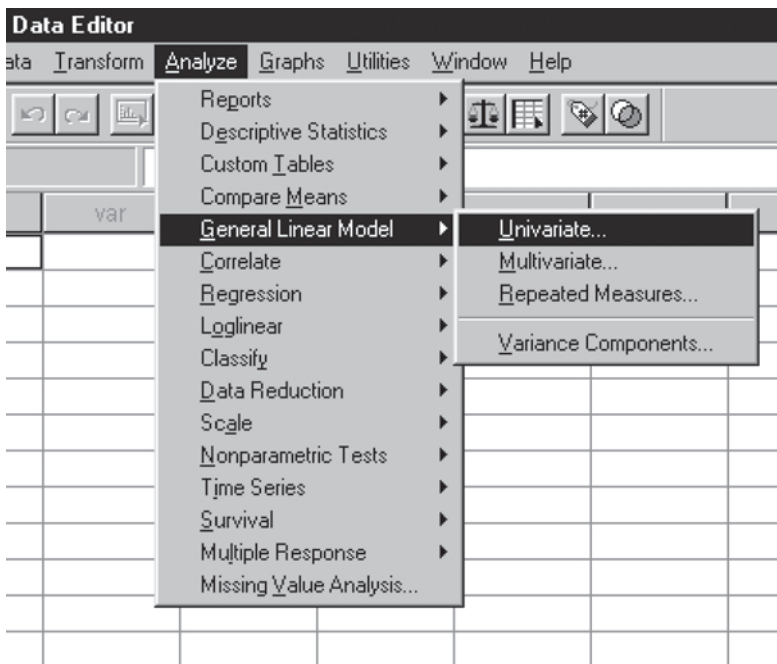 Data Editor
ata Transform Analyze Graphs Utilities Window Help
Reports
Descriptive Statistics
Custom Tables
Compare Means
var
General Linear Model
Univariate...
Correlate
Multivariate...
Regression
Repeated Measures...
Loglinear
Variance Components...
Classify
Data Reduction
Scale
Nonparametric Tests
Time Series
Survival
Multiple Response
Missing Value Analysis...